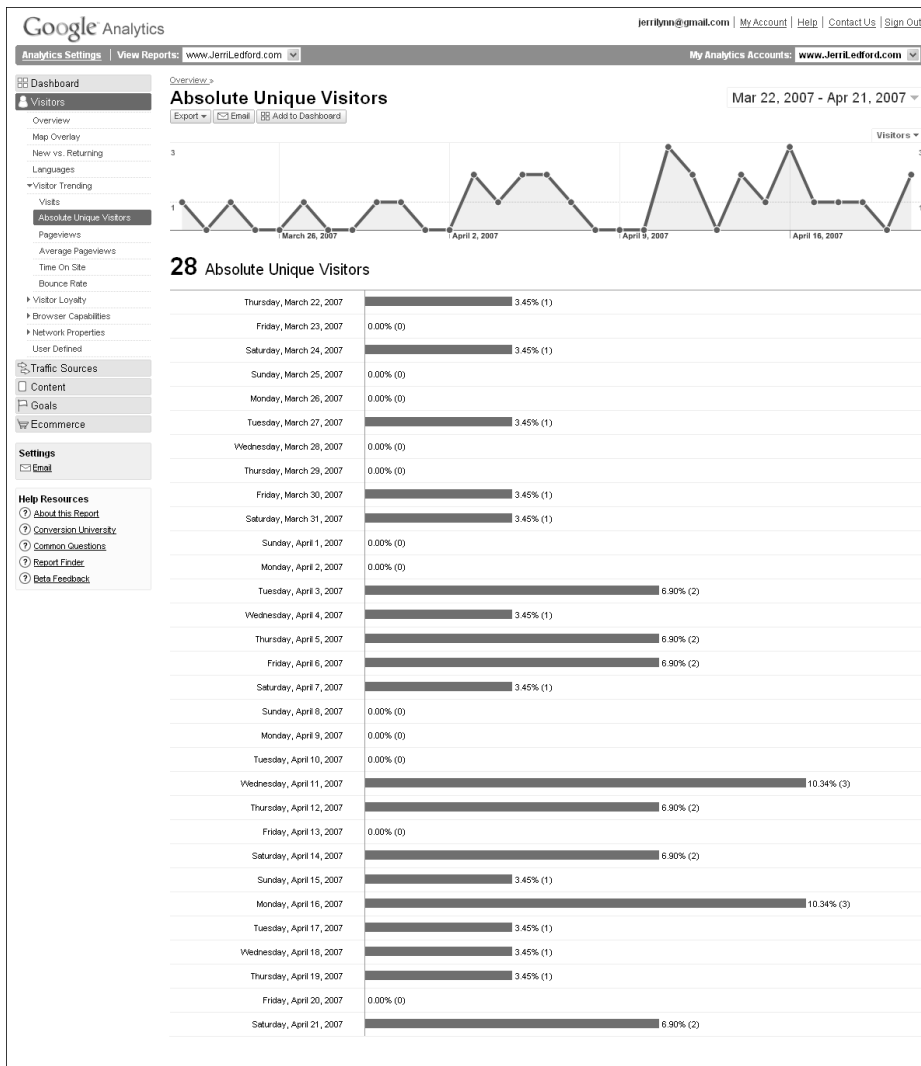 Google Analytics
jerrilynn@gmail.com | My Account | Help | Contact Us | Sign Out
Analytics Settings | View Reports: www.JerriLedford.com
My Analytics Accounts: www.JerriLedford.com
Dashboard
Visitors
Overview
Map Overlay
New vs. Returning
Languages
Visitor Trending
Visits
Absolute Unique Visitors
Pageviews
Average Pageviews
Time On Site
Bounce Rate
Visitor Loyalty
Browser Capabilities
Network Properties
User Defined
Traffic Sources
Content
Goals
Ecommerce
Settings
Email
Help Resources
About this Report
Conversion University
Common Questions
Report Finder
Beta Feedback
Overview »
Absolute Unique Visitors
Mar 22, 2007 - Apr 21, 2007
Export Email Add to Dashboard
Visitors
3 3
1 1
March 26, 2007 April 2, 2007 April 9, 2007 April 16, 2007
28 Absolute Unique Visitors
Thursday, March 22, 2007 3.45% (1)
Friday, March 23, 2007 0.00% (0)
Saturday, March 24, 2007 3.45% (1)
Sunday, March 25, 2007 0.00% (0)
Monday, March 26, 2007 0.00% (0)
Tuesday, March 27, 2007 3.45% (1)
Wednesday, March 28, 2007 0.00% (0)
Thursday, March 29, 2007 0.00% (0)
Friday, March 30, 2007 3.45% (1)
Saturday, March 31, 2007 3.45% (1)
Sunday, April 1, 2007 0.00% (0)
Monday, April 2, 2007 0.00% (0)
Tuesday, April 3, 2007 6.90% (2)
Wednesday, April 4, 2007 3.45% (1)
Thursday, April 5, 2007 6.90% (2)
Friday, April 6, 2007 6.90% (2)
Saturday, April 7, 2007 3.45% (1)
Sunday, April 8, 2007 0.00% (0)
Monday, April 9, 2007 0.00% (0)
Tuesday, April 10, 2007 0.00% (0)
Wednesday, April 11, 2007 10.34% (3)
Thursday, April 12, 2007 6.90% (2)
Friday, April 13, 2007 0.00% (0)
Saturday, April 14, 2007 6.90% (2)
Sunday, April 15, 2007 3.45% (1)
Monday, April 16, 2007 10.34% (3)
Tuesday, April 17, 2007 3.45% (1)
Wednesday, April 18, 2007 3.45% (1)
Thursday, April 19, 2007 3.45% (1)
Friday, April 20, 2007 0.00% (0)
Saturday, April 21, 2007 6.90% (2)